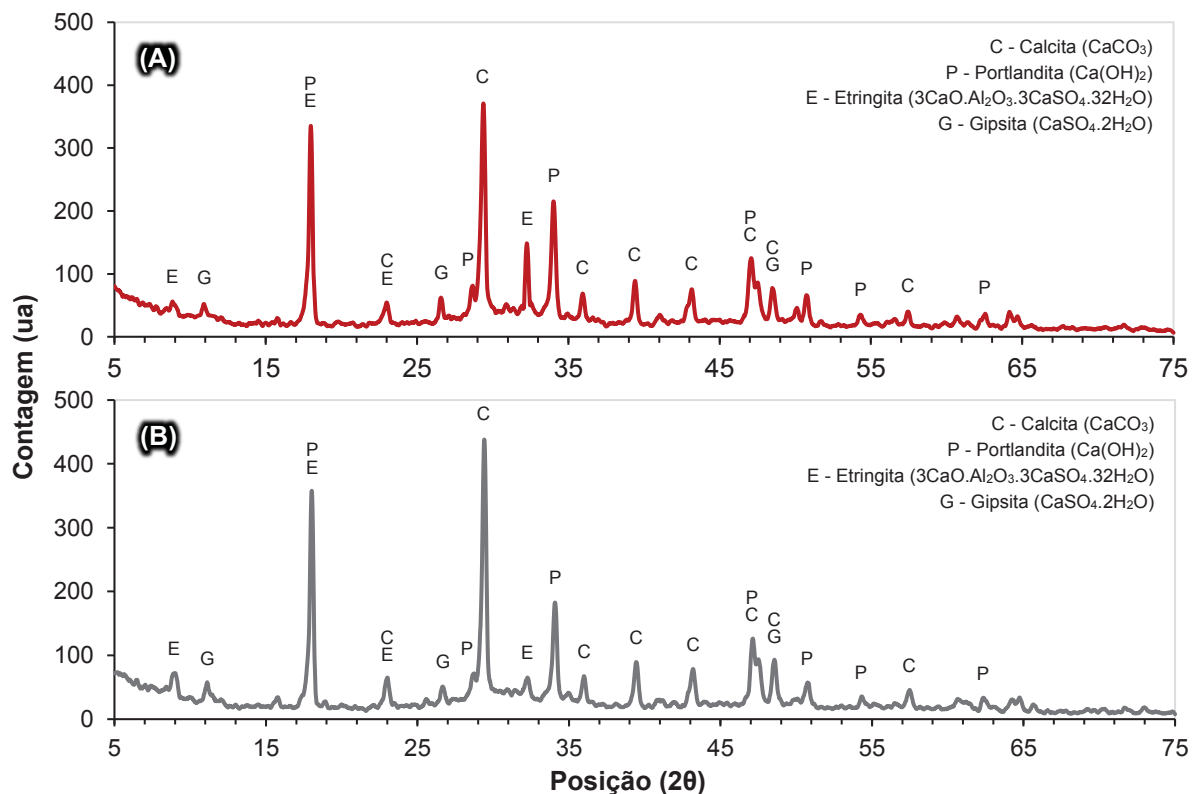 Contagem (ua)
(A)
500
400
300
200
100
0
C - Calcita (CaCO₃)
P - Portlandita (Ca(OH)₂)
E - Etringita (3CaO.Al₂O₃.3CaSO₄.32H₂O)
G - Gipsita (CaSO₄.2H₂O)
E
G
P
E
C
E
G
P
C
E
P
C
C
C
P
C
C
G
P
P
C
P
5 15 25 35 45 55 65 75
(B)
500
400
300
200
100
0
C - Calcita (CaCO₃)
P - Portlandita (Ca(OH)₂)
E - Etringita (3CaO.Al₂O₃.3CaSO₄.32H₂O)
G - Gipsita (CaSO₄.2H₂O)
E
G
P
E
C
E
G
P
C
E
P
C
C
C
P
C
C
G
P
P
C
P
5 15 25 35 45 55 65 75
Posição (2θ)